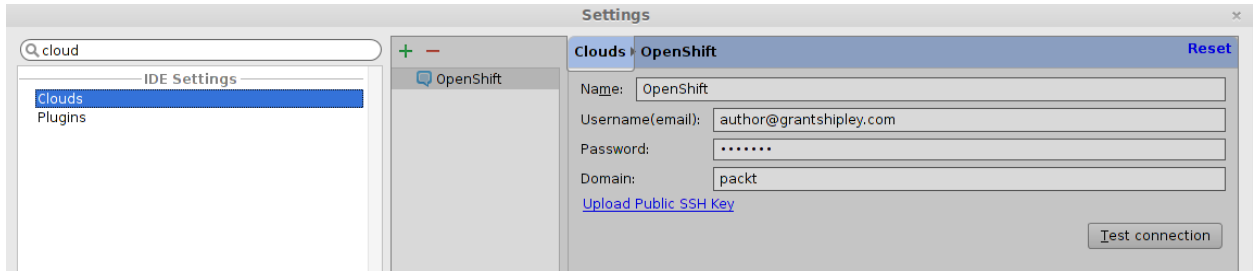 Settings
cloud
IDE Settings
Clouds
Plugins
OpenShift
Clouds OpenShift Reset
Name: OpenShift
Username(email): author@grantshipley.com
Password: •••••••
Domain: packt
Upload Public SSH Key
Test connection